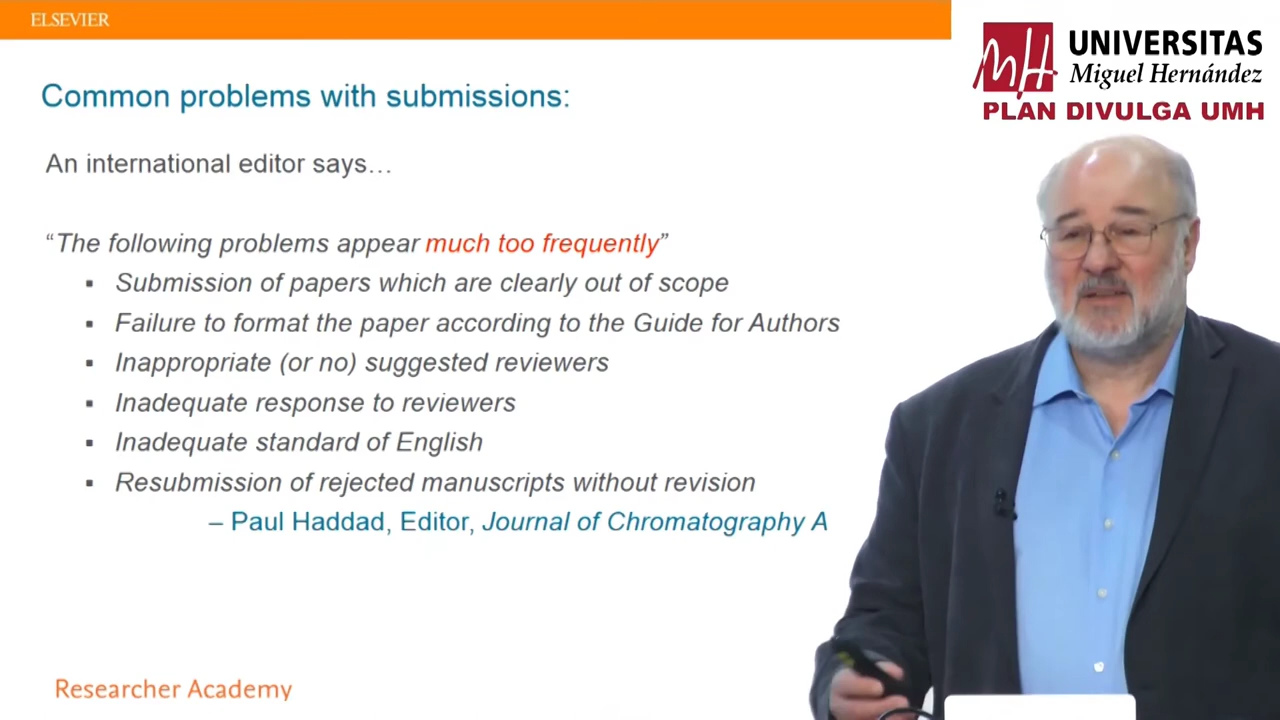 ELSEVIER
UNIVERSITAS
Miguel Hernández
PLAN DIVULGA UMH
Common problems with submissions:
An international editor says…
“The following problems appear much too frequently”
▪ Submission of papers which are clearly out of scope
▪ Failure to format the paper according to the Guide for Authors
▪ Inappropriate (or no) suggested reviewers
▪ Inadequate response to reviewers
▪ Inadequate standard of English
▪ Resubmission of rejected manuscripts without revision
– Paul Haddad, Editor, Journal of Chromatography A
Researcher Academy